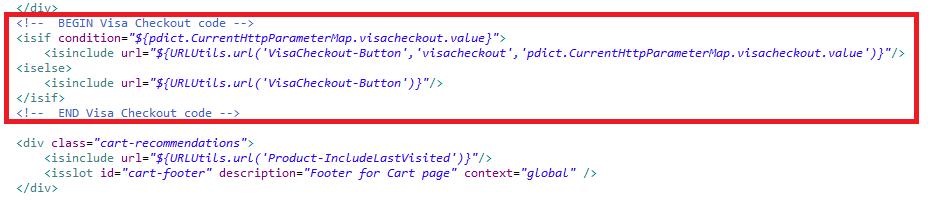 </div>
<!--  BEGIN Visa Checkout code -->
<isif condition="${pdict.CurrentHttpParameterMap.visacheckout.value}">
    <isinclude url="${URLUtils.url('VisaCheckout-Button','visacheckout','pdict.CurrentHttpParameterMap.visacheckout.value')}"/>
<iselse>
    <isinclude url="${URLUtils.url('VisaCheckout-Button')}"/>
</isif>
<!--  END Visa Checkout code -->
<div class="cart-recommendations">
    <isinclude url="${URLUtils.url('Product-IncludeLastVisited')}"/>
    <isslot id="cart-footer" description="Footer for Cart page" context="global" />
</div>